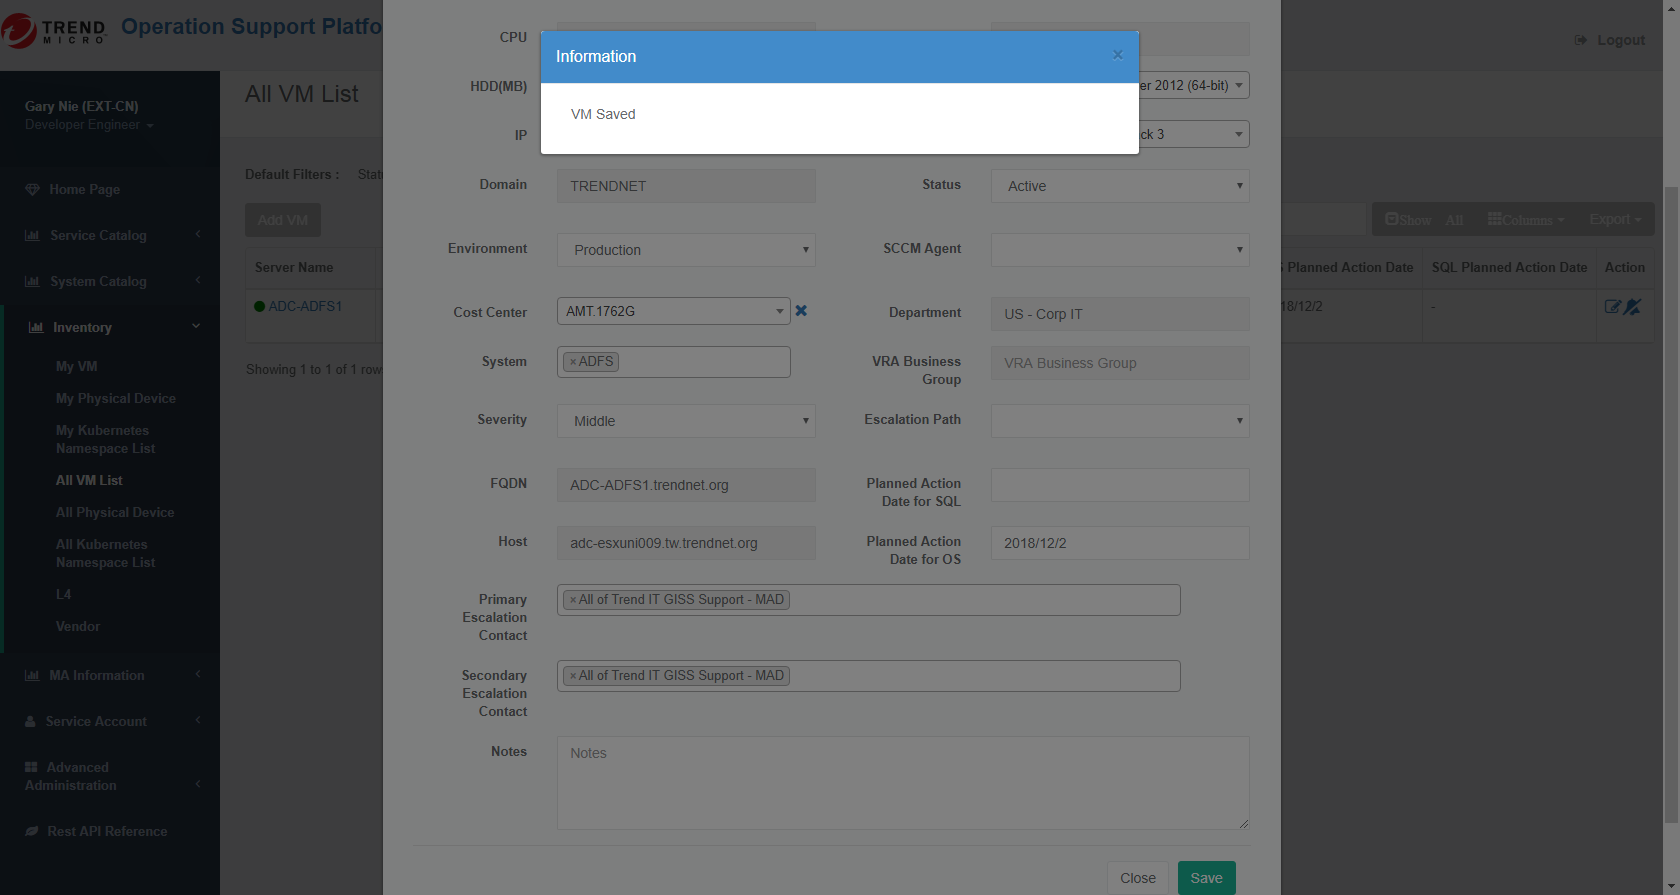 TREND
MICRO
Operation Support Platfo
Logout
Gary Nie (EXT-CN)
Developer Engineer
Home Page
Service Catalog
System Catalog
Inventory
My VM
My Physical Device
My Kubernetes
Namespace List
All VM List
All Physical Device
All Kubernetes
Namespace List
L4
Vendor
MA Information
Service Account
Advanced
Administration
Rest API Reference
All VM List
Default Filters : Statu
Add VM
Show All Columns Export
Server Name
S Planned Action Date SQL Planned Action Date Action
ADC-ADFS1
18/12/2 -
Showing 1 to 1 of 1 row
Information ×
VM Saved
CPU
HDD(MB) er 2012 (64-bit)
IP ck 3
Domain TRENDNET Status Active
Environment Production SCCM Agent
Cost Center AMT.1762G Department US - Corp IT
System ×ADFS VRA Business
Group VRA Business Group
Severity Middle Escalation Path
FQDN ADC-ADFS1.trendnet.org Planned Action
Date for SQL
Host adc-esxuni009.tw.trendnet.org Planned Action
Date for OS 2018/12/2
Primary
Escalation
Contact ×All of Trend IT GISS Support - MAD
Secondary
Escalation
Contact ×All of Trend IT GISS Support - MAD
Notes Notes
Close Save